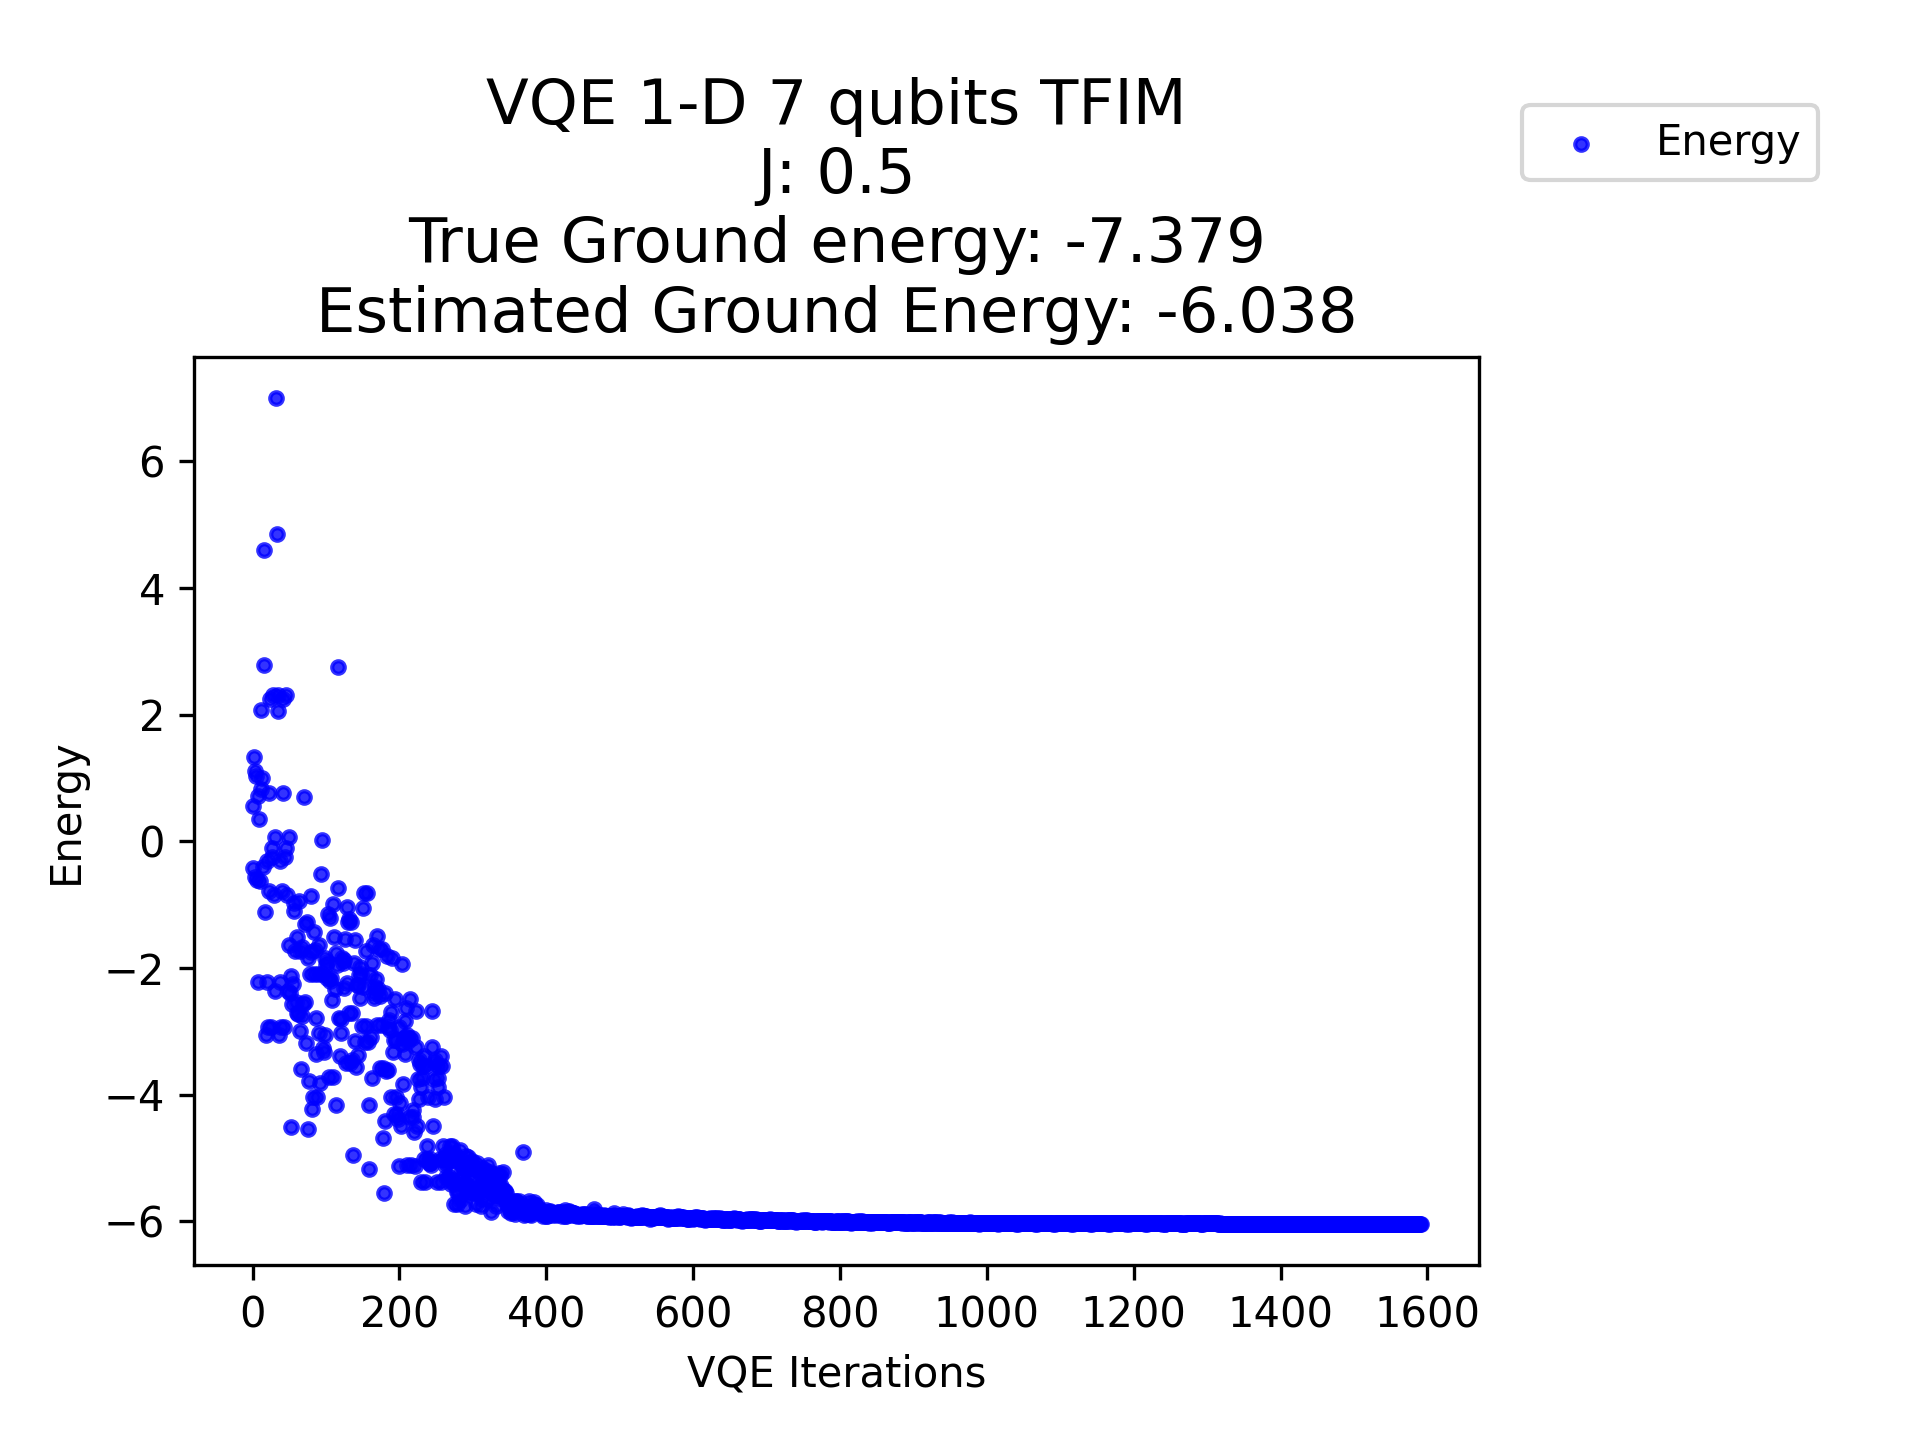 VQE 1-D 7 qubits TFIM
J: 0.5
True Ground energy: -7.379
Estimated Ground Energy: -6.038
Energy
6
4
2
0
−2
−4
−6
Energy
0 200 400 600 800 1000 1200 1400 1600
VQE Iterations